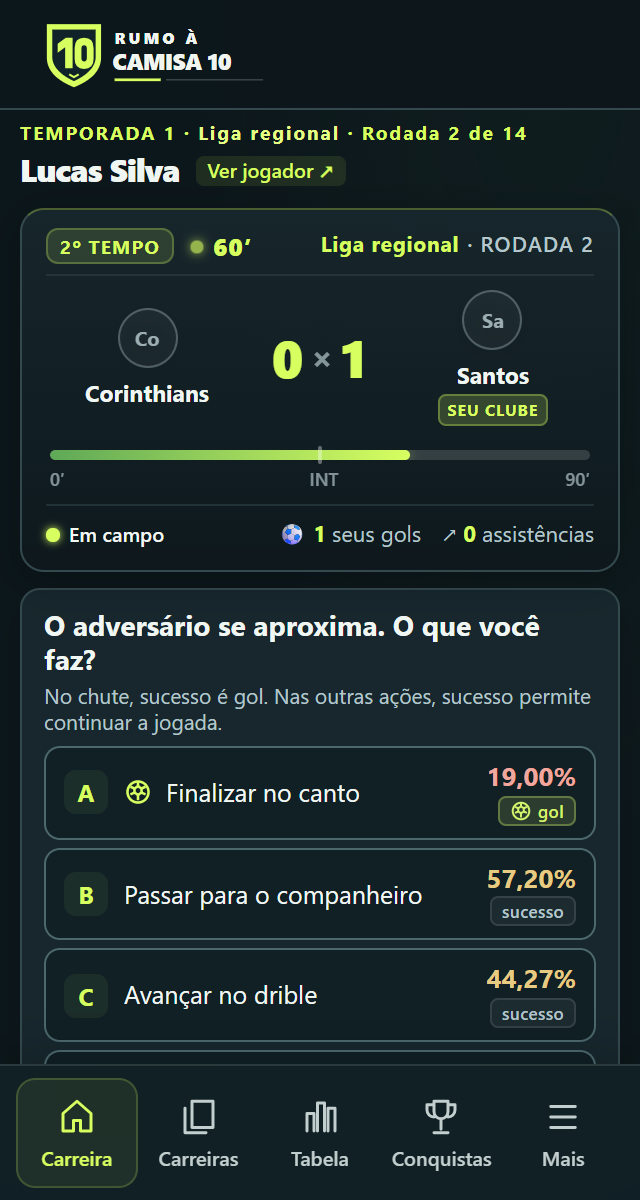 10 RUMO À
CAMISA 10
TEMPORADA 1 · Liga regional · Rodada 2 de 14
Lucas Silva Ver jogador ↗
2º TEMPO 60′ Liga regional · RODADA 2
Co Sa
0 × 1
Corinthians Santos
SEU CLUBE
0′ INT 90′
Em campo 1 seus gols ↗ 0 assistências
O adversário se aproxima. O que você
faz?
No chute, sucesso é gol. Nas outras ações, sucesso permite
continuar a jogada.
A Finalizar no canto 19,00%
gol
B Passar para o companheiro 57,20%
sucesso
C Avançar no drible 44,27%
sucesso
Carreira Carreiras Tabela Conquistas Mais